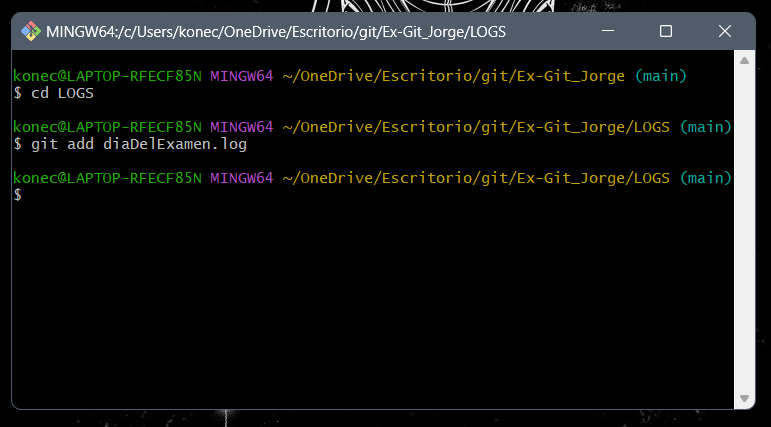 MINGW64:/c/Users/konec/OneDrive/Escritorio/git/Ex-Git_Jorge/LOGS
konec@LAPTOP-RFECF85N MINGW64 ~/OneDrive/Escritorio/git/Ex-Git_Jorge (main)
$ cd LOGS
konec@LAPTOP-RFECF85N MINGW64 ~/OneDrive/Escritorio/git/Ex-Git_Jorge/LOGS (main)
$ git add diaDelExamen.log
konec@LAPTOP-RFECF85N MINGW64 ~/OneDrive/Escritorio/git/Ex-Git_Jorge/LOGS (main)
$